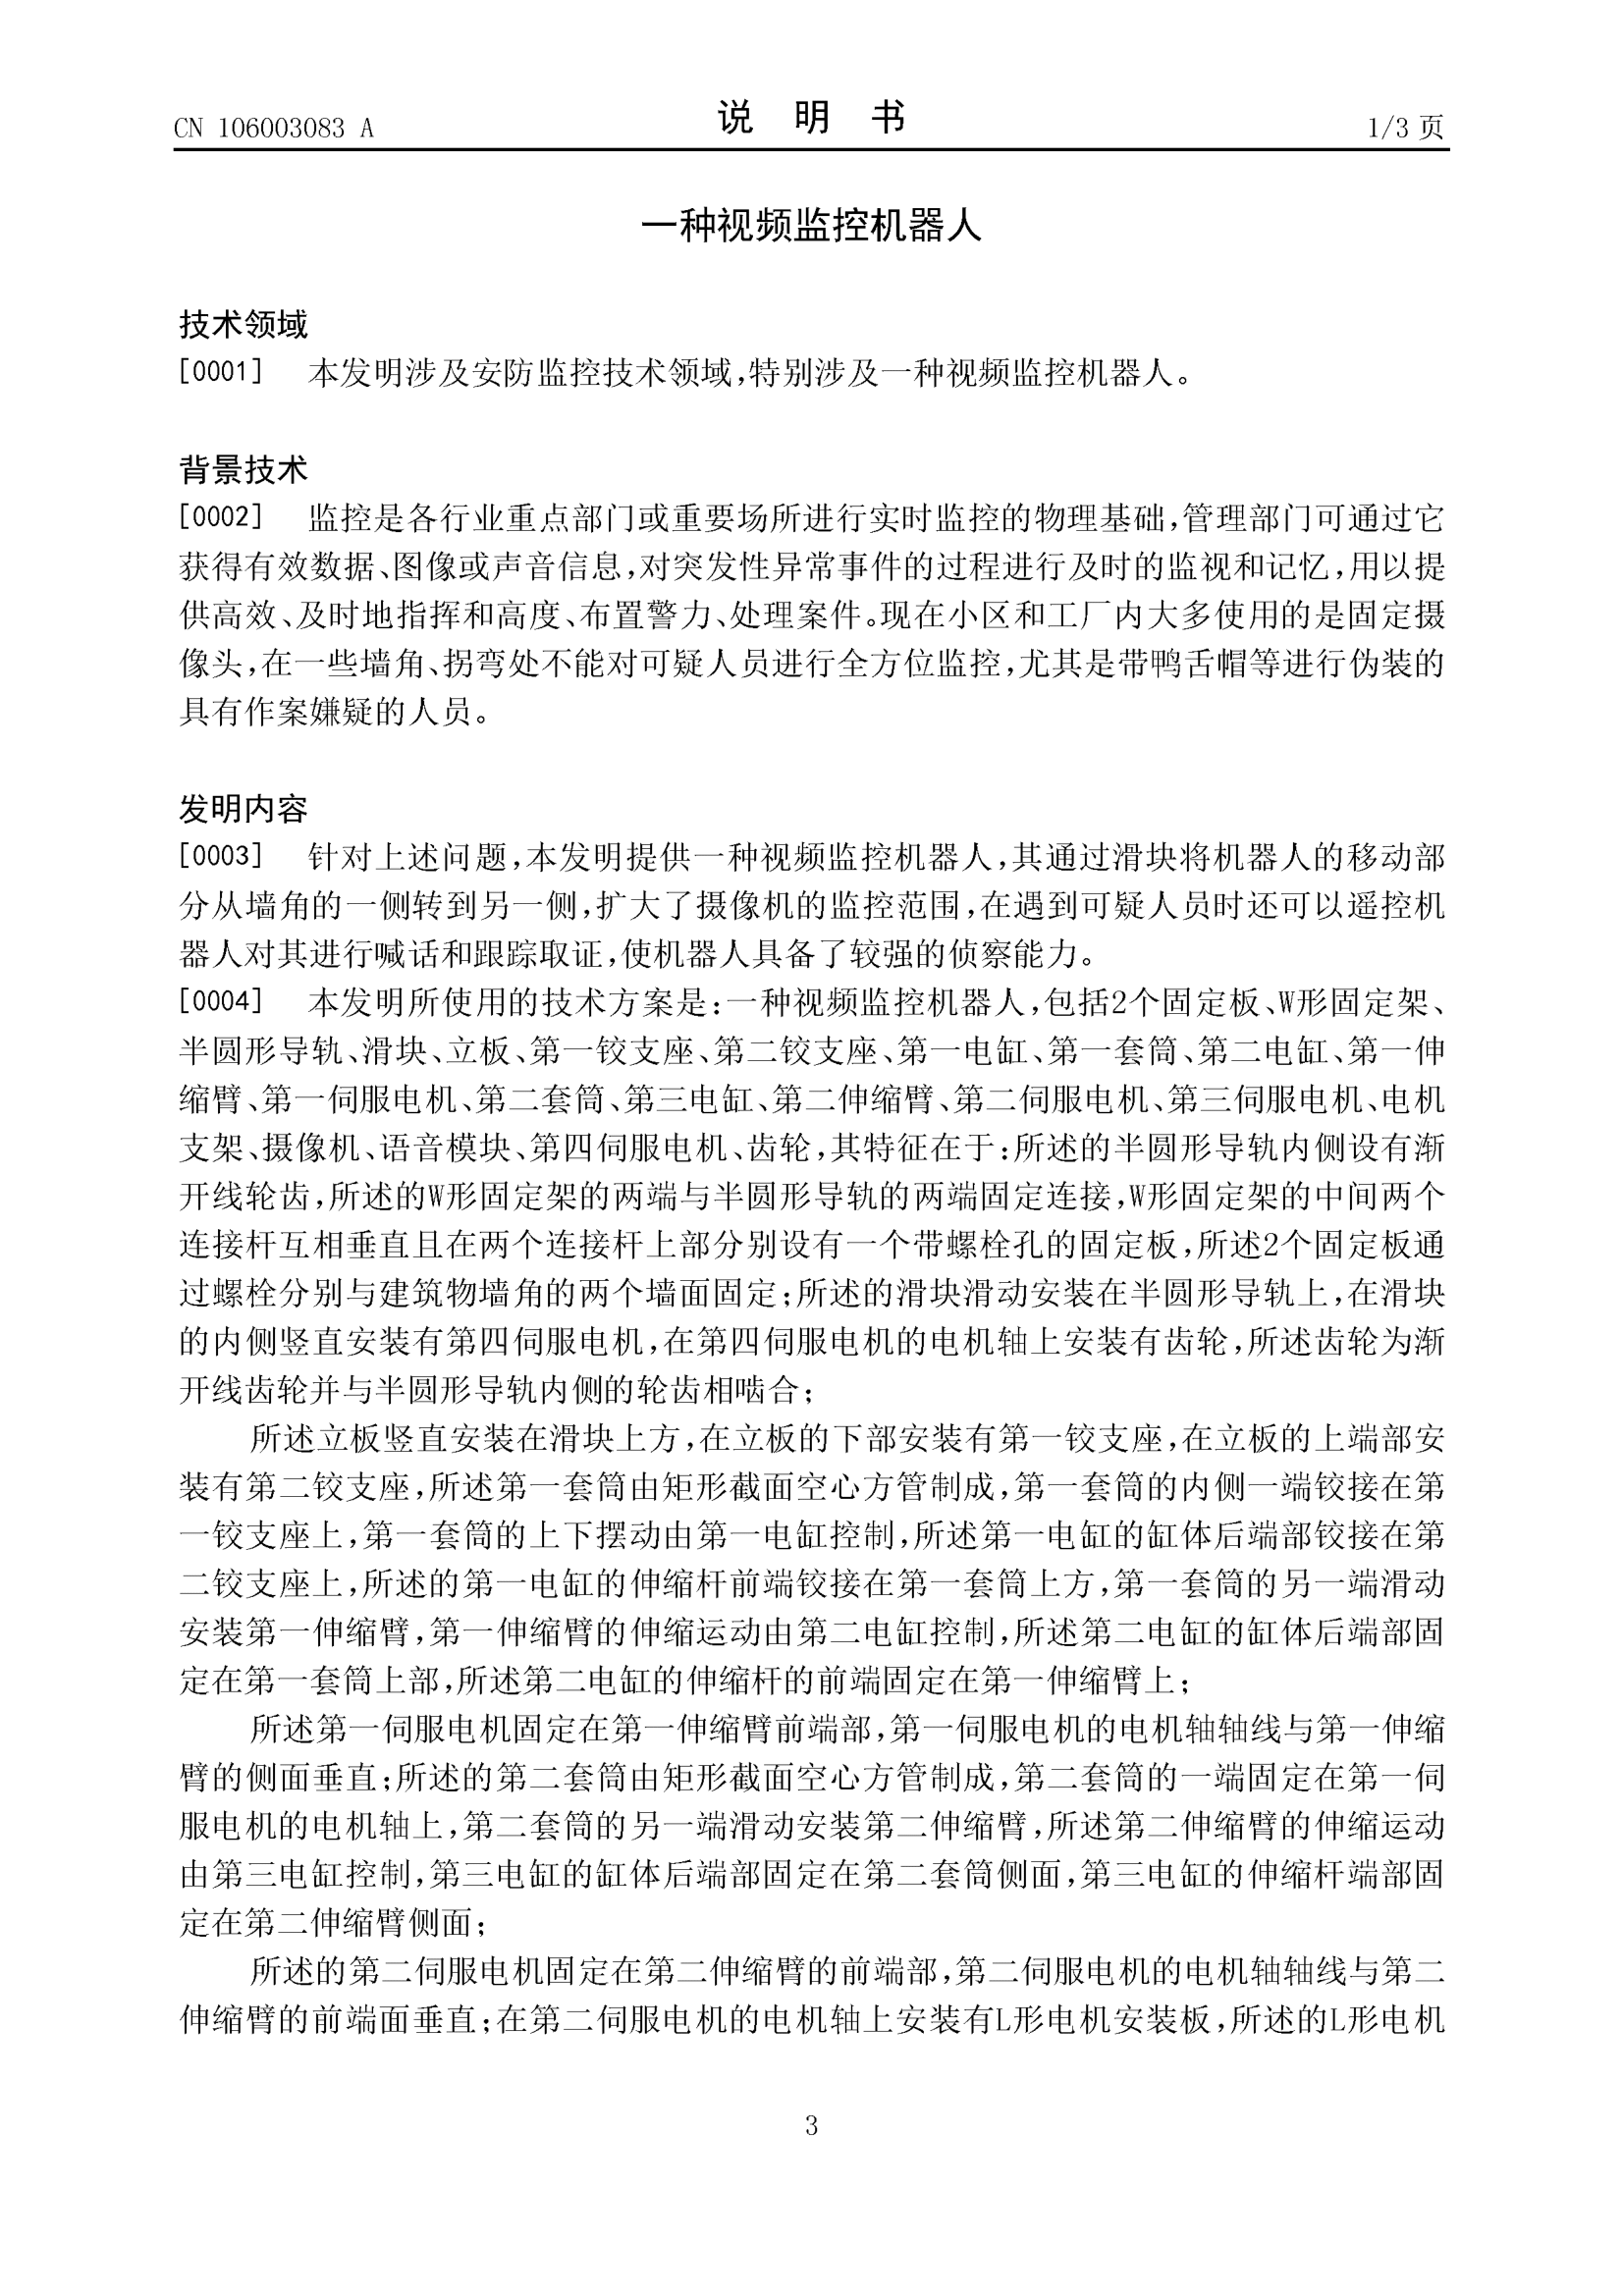 CN 106003083 A
说 明 书
1/3 页
一种视频监控机器人
技术领域
[0001] 本发明涉及安防监控技术领域,特别涉及一种视频监控机器人。
背景技术
[0002] 监控是各行业重点部门或重要场所进行实时监控的物理基础,管理部门可通过它
获得有效数据、图像或声音信息,对突发性异常事件的过程进行及时的监视和记忆,用以提
供高效、及时地指挥和高度、布置警力、处理案件。现在小区和工厂内大多使用的是固定摄
像头,在一些墙角、拐弯处不能对可疑人员进行全方位监控,尤其是带鸭舌帽等进行伪装的
具有作案嫌疑的人员。
发明内容
[0003] 针对上述问题,本发明提供一种视频监控机器人,其通过滑块将机器人的移动部
分从墙角的一侧转到另一侧,扩大了摄像机的监控范围,在遇到可疑人员时还可以遥控机
器人对其进行喊话和跟踪取证,使机器人具备了较强的侦察能力。
[0004] 本发明所使用的技术方案是:一种视频监控机器人,包括2个固定板、W形固定架、
半圆形导轨、滑块、立板、第一铰支座、第二铰支座、第一电缸、第一套筒、第二电缸、第一伸
缩臂、第一伺服电机、第二套筒、第三电缸、第二伸缩臂、第二伺服电机、第三伺服电机、电机
支架、摄像机、语音模块、第四伺服电机、齿轮,其特征在于:所述的半圆形导轨内侧设有渐
开线轮齿,所述的W形固定架的两端与半圆形导轨的两端固定连接,W形固定架的中间两个
连接杆互相垂直且在两个连接杆上部分别设有一个带螺栓孔的固定板,所述2个固定板通
过螺栓分别与建筑物墙角的两个墙面固定;所述的滑块滑动安装在半圆形导轨上,在滑块
的内侧竖直安装有第四伺服电机,在第四伺服电机的电机轴上安装有齿轮,所述齿轮为渐
开线齿轮并与半圆形导轨内侧的轮齿相啮合;
所述立板竖直安装在滑块上方,在立板的下部安装有第一铰支座,在立板的上端部安
装有第二铰支座,所述第一套筒由矩形截面空心方管制成,第一套筒的内侧一端铰接在第
一铰支座上,第一套筒的上下摆动由第一电缸控制,所述第一电缸的缸体后端部铰接在第
二铰支座上,所述的第一电缸的伸缩杆前端铰接在第一套筒上方,第一套筒的另一端滑动
安装第一伸缩臂,第一伸缩臂的伸缩运动由第二电缸控制,所述第二电缸的缸体后端部固
定在第一套筒上部,所述第二电缸的伸缩杆的前端固定在第一伸缩臂上;
所述第一伺服电机固定在第一伸缩臂前端部,第一伺服电机的电机轴轴线与第一伸缩
臂的侧面垂直;所述的第二套筒由矩形截面空心方管制成,第二套筒的一端固定在第一伺
服电机的电机轴上,第二套筒的另一端滑动安装第二伸缩臂,所述第二伸缩臂的伸缩运动
由第三电缸控制,第三电缸的缸体后端部固定在第二套筒侧面,第三电缸的伸缩杆端部固
定在第二伸缩臂侧面;
所述的第二伺服电机固定在第二伸缩臂的前端部,第二伺服电机的电机轴轴线与第二
伸缩臂的前端面垂直;在第二伺服电机的电机轴上安装有L形电机安装板,所述的L形电机
3